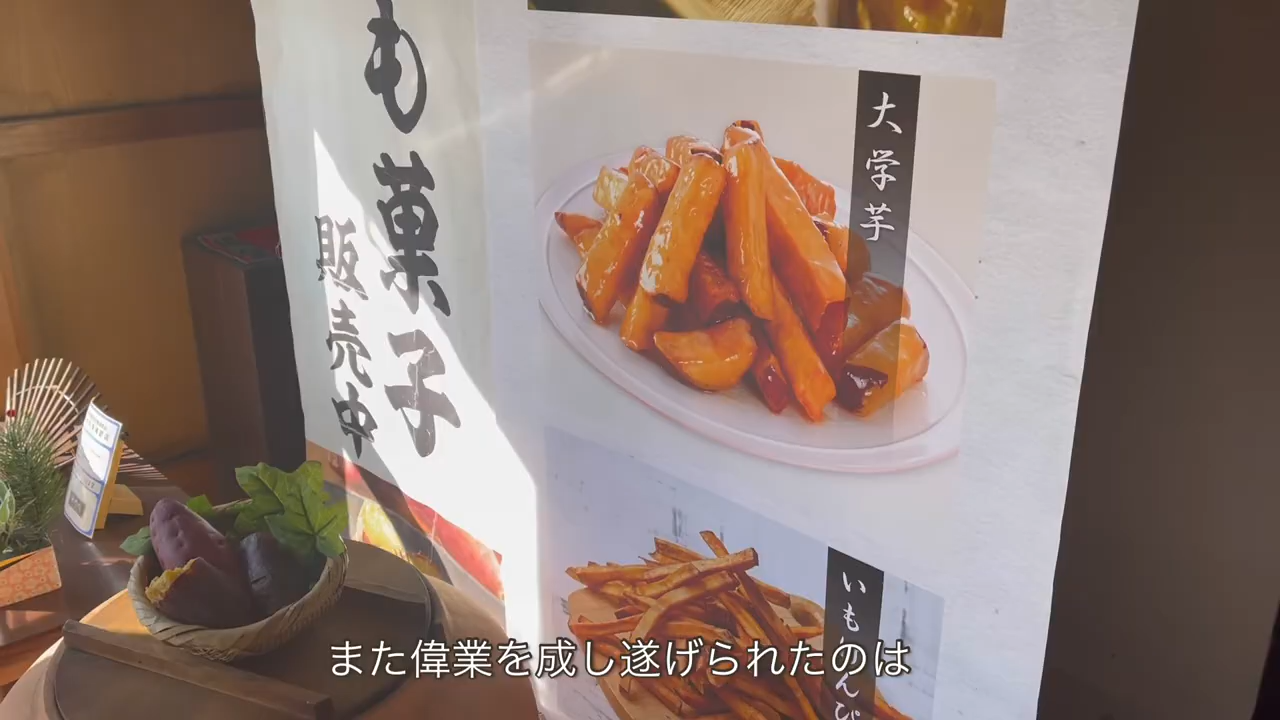 も菓子
販売中
大学芋
いもけんぴ
また偉業を成し遂げられたのは